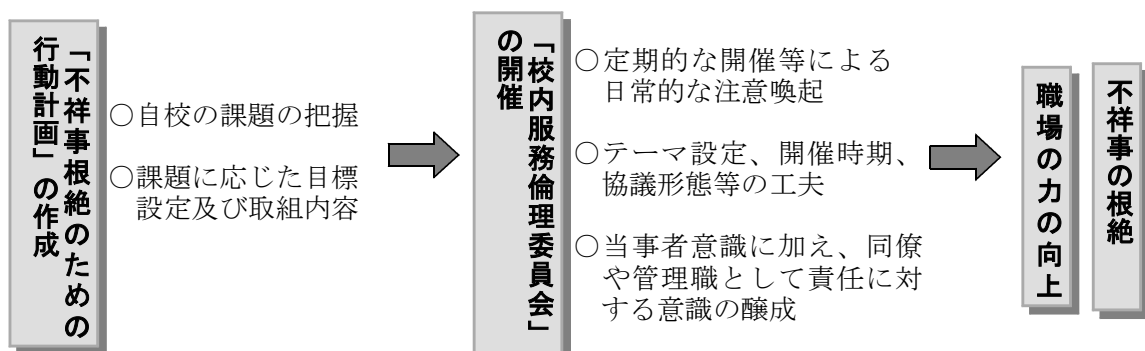 「不祥事根絶のための
行動計画」の作成
○自校の課題の把握
○課題に応じた目標
設定及び取組内容
「校内服務倫理委員会」
の開催
○定期的な開催等による
日常的な注意喚起
○テーマ設定、開催時期、
協議形態等の工夫
○当事者意識に加え、同僚
や管理職として責任に対
する意識の醸成
職場の力の向上
不祥事の根絶